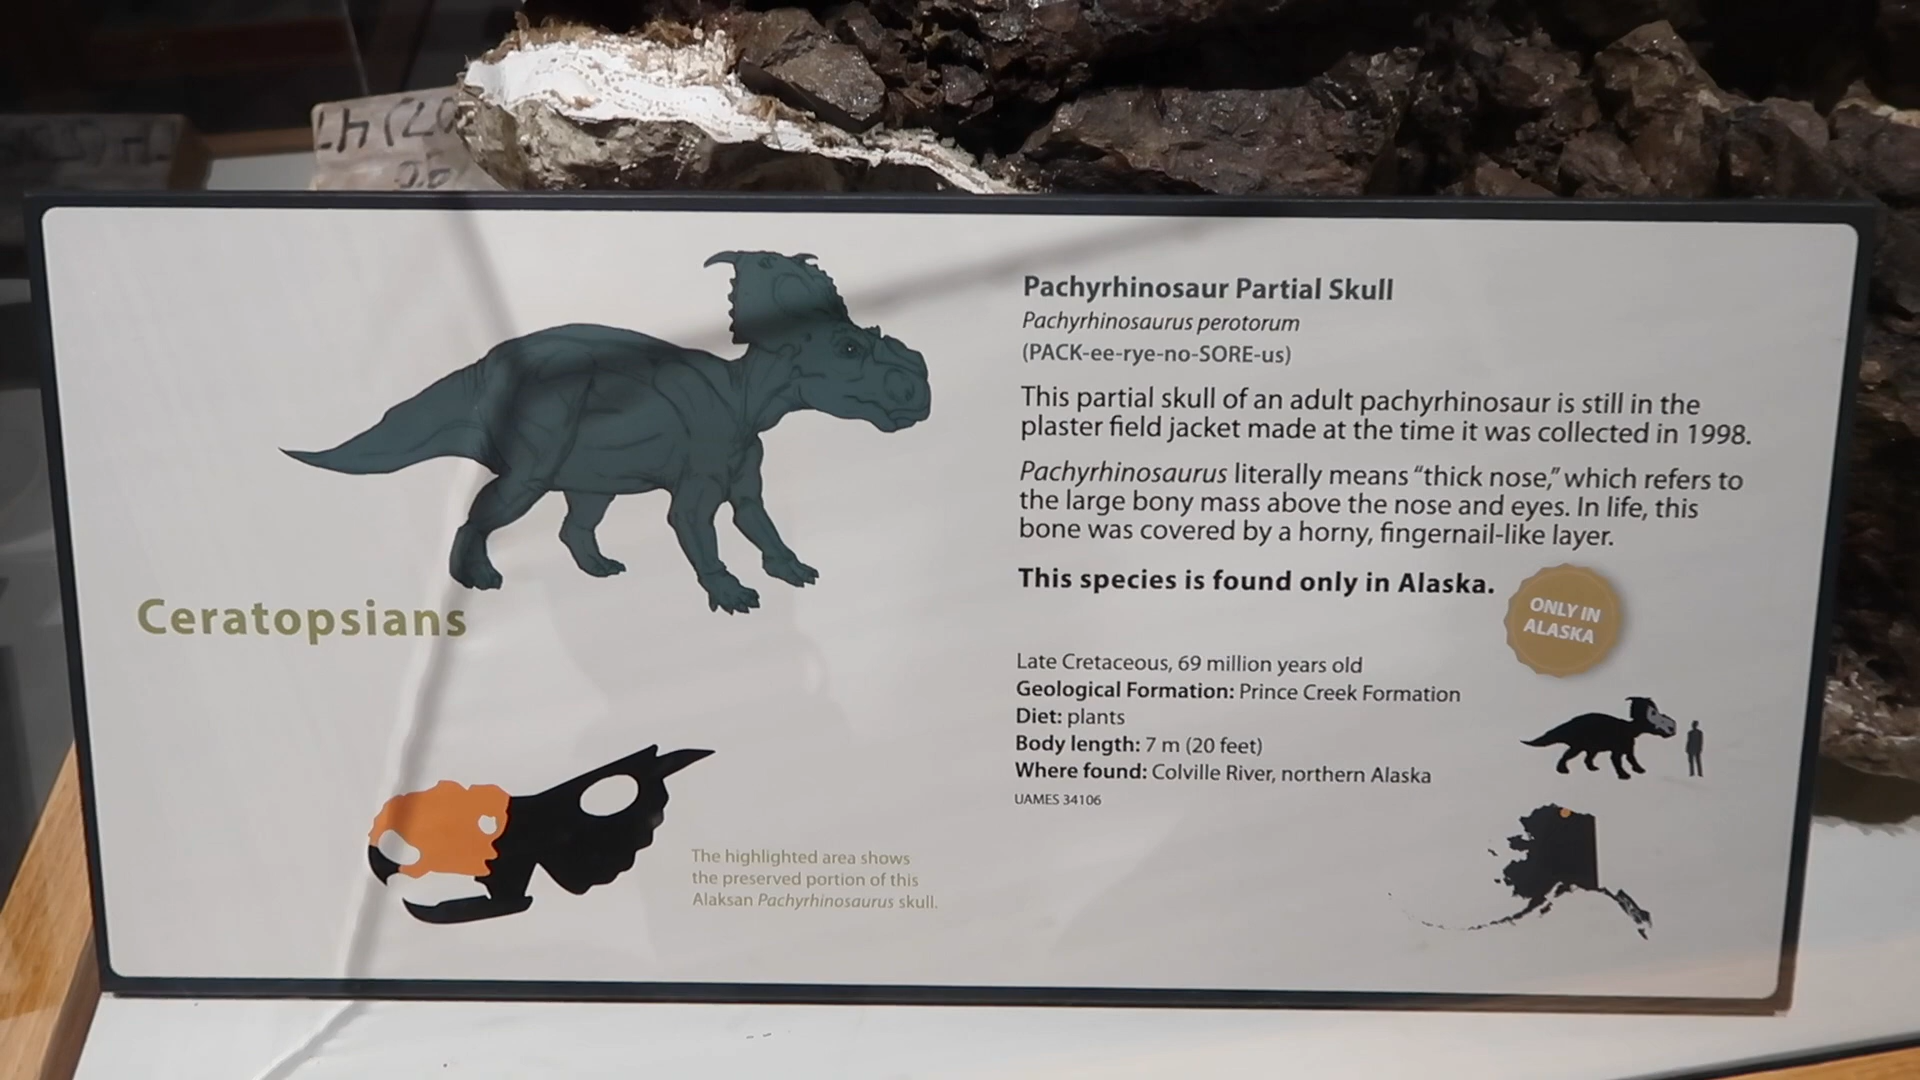 Ceratopsians
The highlighted area shows
the preserved portion of this
Alaksan Pachyrhinosaurus skull.
Pachyrhinosaur Partial Skull
Pachyrhinosaurus perotorum
(PACK-ee-rye-no-SORE-us)
This partial skull of an adult pachyrhinosaur is still in the
plaster field jacket made at the time it was collected in 1998.
Pachyrhinosaurus literally means “thick nose,” which refers to
the large bony mass above the nose and eyes. In life, this
bone was covered by a horny, fingernail-like layer.
This species is found only in Alaska.
ONLY IN
ALASKA
Late Cretaceous, 69 million years old
Geological Formation: Prince Creek Formation
Diet: plants
Body length: 7 m (20 feet)
Where found: Colville River, northern Alaska
UAMES 34106